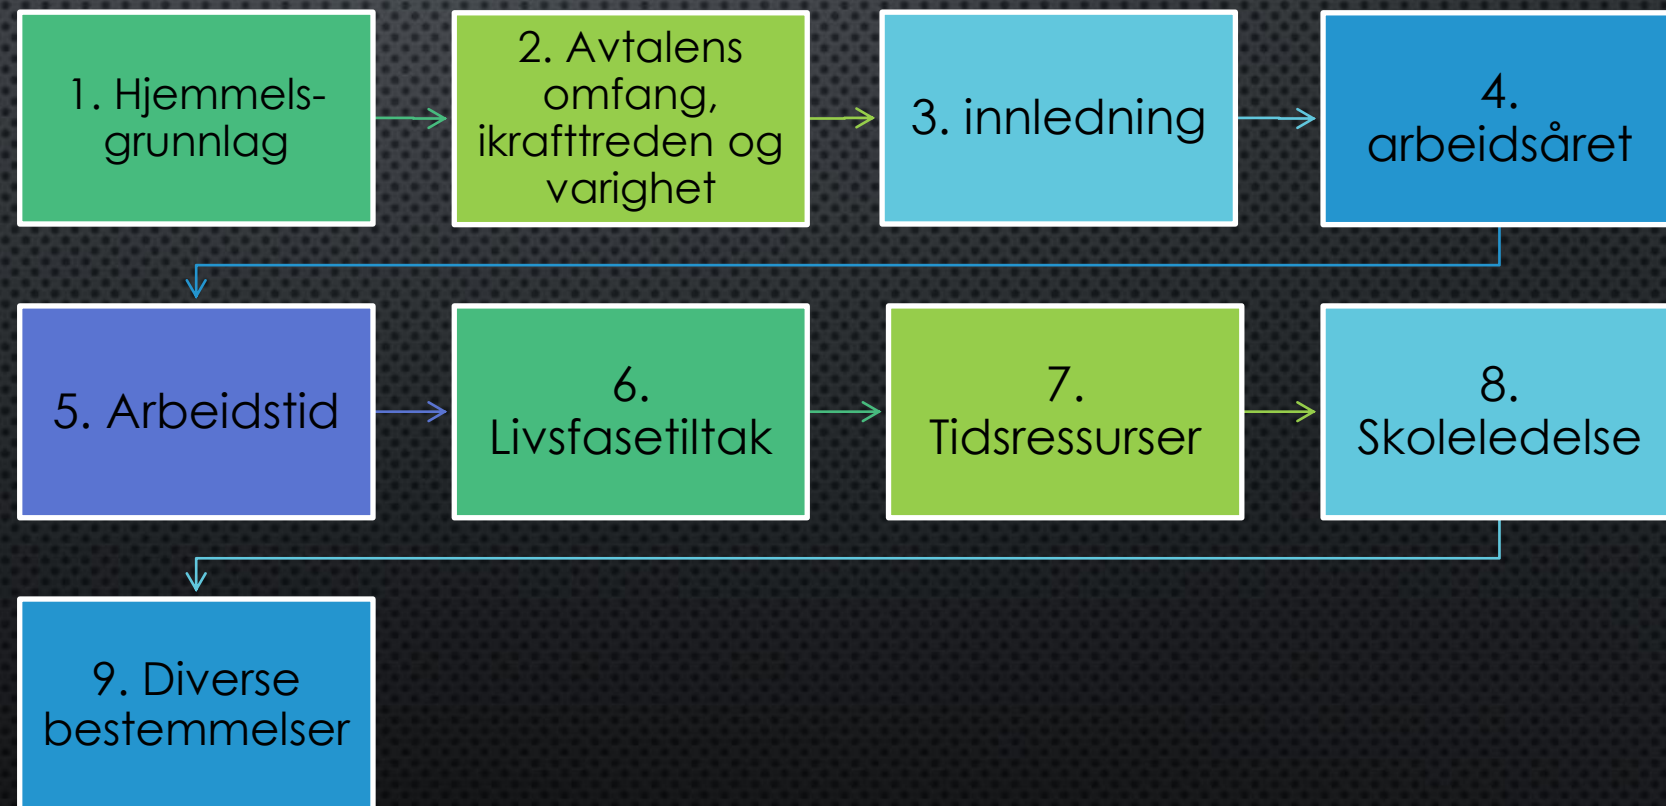 1. Hjemmels-
grunnlag
2. Avtalens
omfang,
ikrafttreden og
varighet
3. innledning
4.
arbeidsåret
5. Arbeidstid
6.
Livsfasetiltak
7.
Tidsressurser
8.
Skoleledelse
9. Diverse
bestemmelser